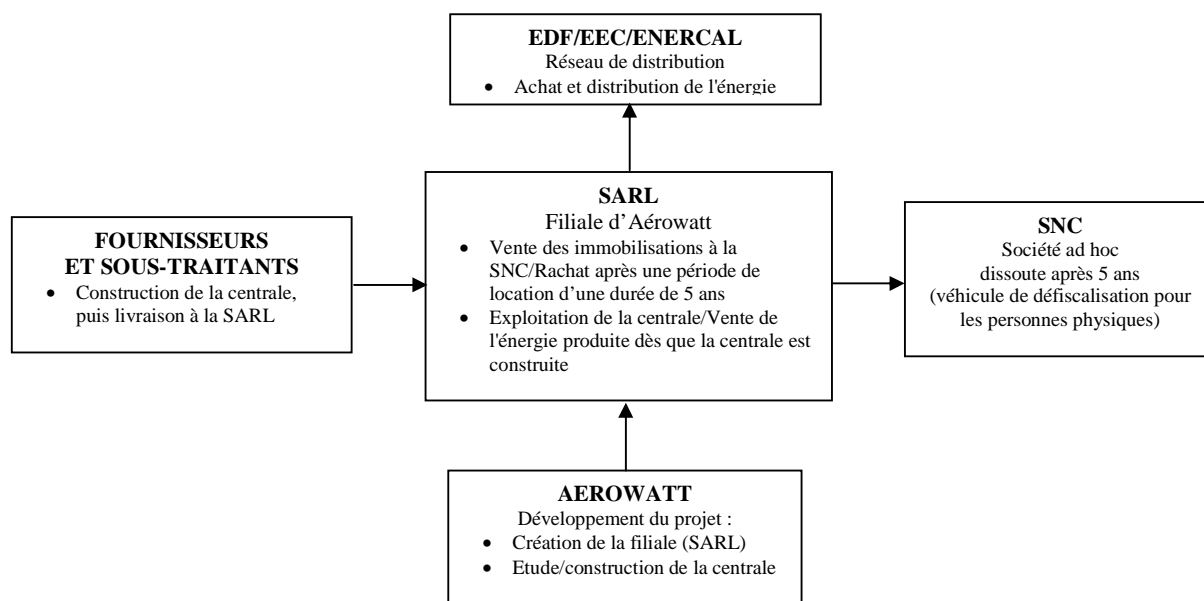 EDF/EEC/ENERCAL
Réseau de distribution
• Achat et distribution de l'énergie
SARL
Filiale d’Aérowatt
• Vente des immobilisations à la
SNC/Rachat après une période de
location d’une durée de 5 ans
• Exploitation de la centrale/Vente de
l'énergie produite dès que la centrale est
construite
FOURNISSEURS
ET SOUS-TRAITANTS
• Construction de la centrale,
puis livraison à la SARL
SNC
Société ad hoc
dissoute après 5 ans
(véhicule de défiscalisation pour
les personnes physiques)
AEROWATT
Développement du projet :
• Création de la filiale (SARL)
• Etude/construction de la centrale